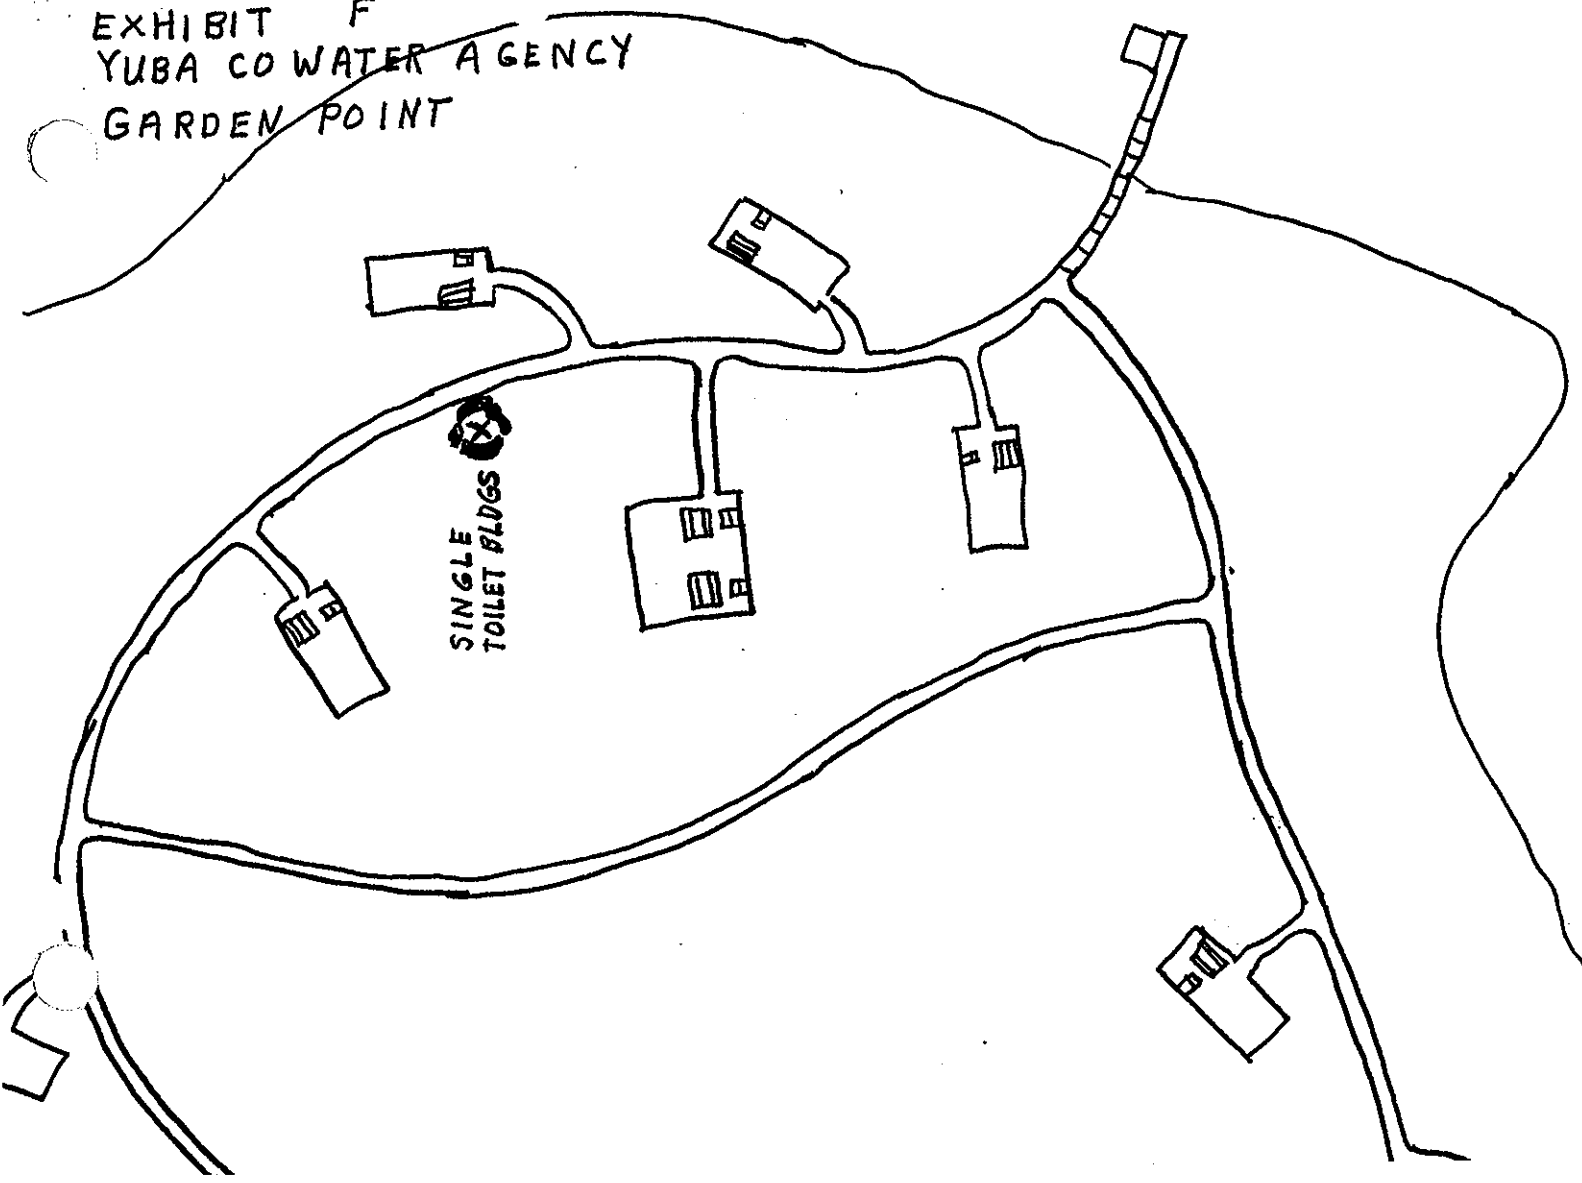 EXHIBIT F
YUBA CO WATER AGENCY
GARDEN POINT
SINGLE
TOILET BLDGS